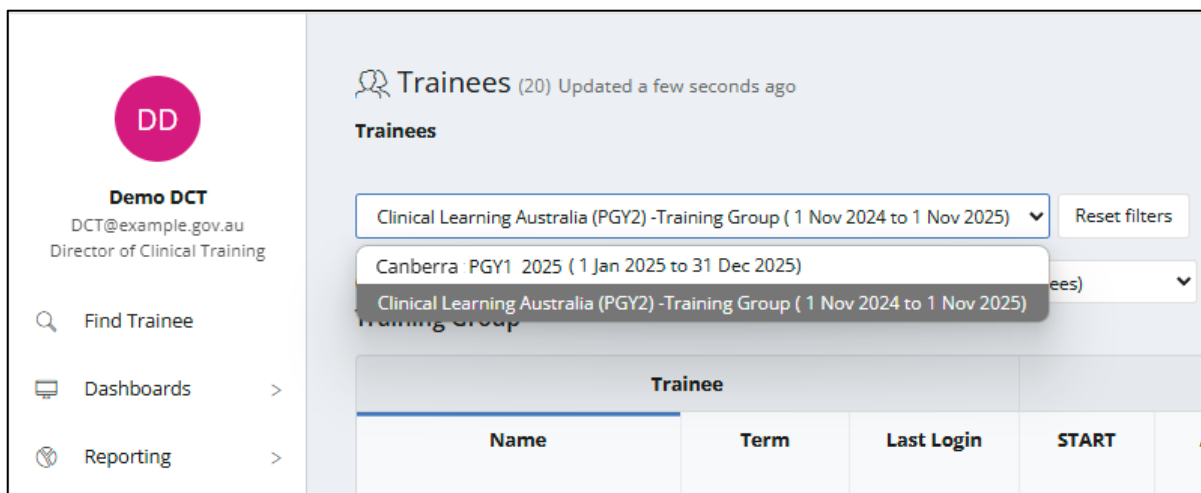 DD
Demo DCT
DCT@example.gov.au
Director of Clinical Training
Find Trainee
Dashboards >
Reporting >
Trainees (20) Updated a few seconds ago
Trainees
Clinical Learning Australia (PGY2) -Training Group ( 1 Nov 2024 to 1 Nov 2025)
Reset filters
Canberra PGY1 2025 ( 1 Jan 2025 to 31 Dec 2025)
Clinical Learning Australia (PGY2) -Training Group ( 1 Nov 2024 to 1 Nov 2025)
ees)
Training Group
Trainee
Name Term Last Login START